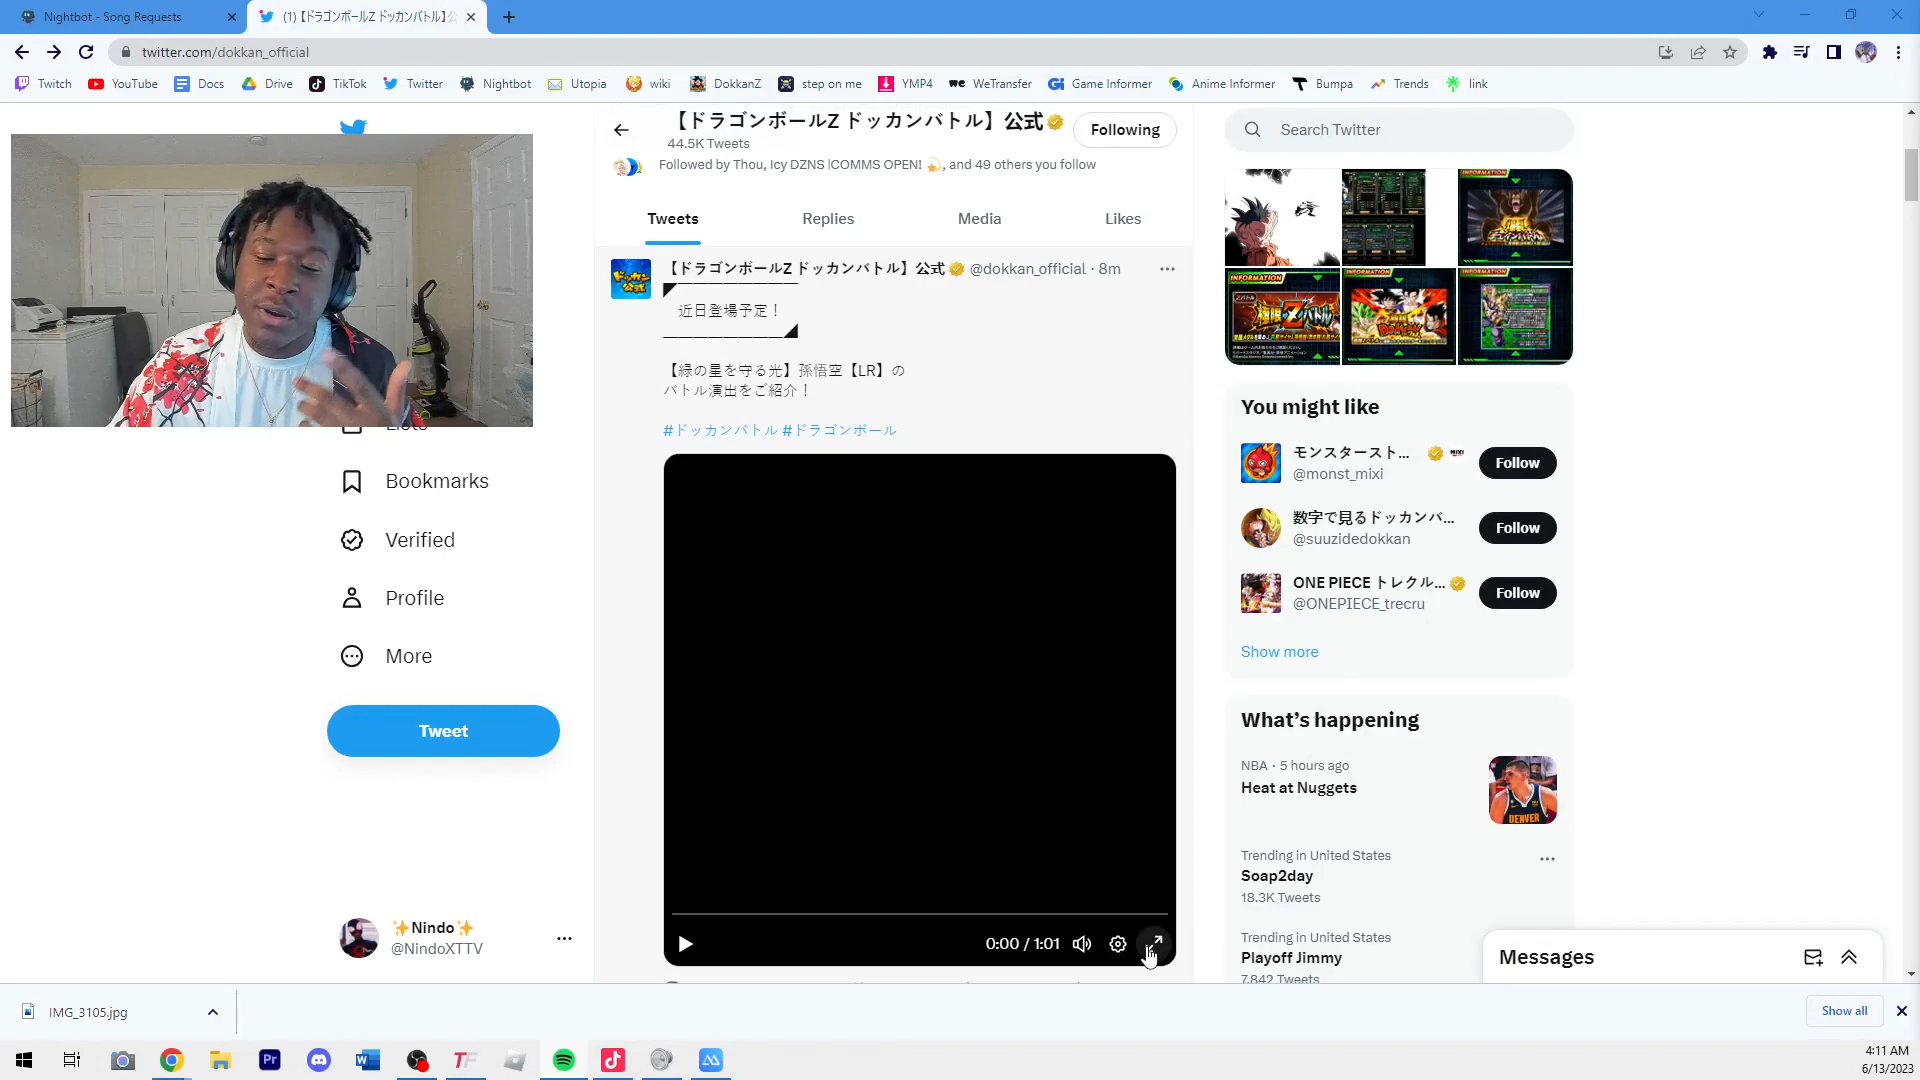 Nightbot - Song Requests
(1)【ドラゴンボールZ ドッカンバトル】公
twitter.com/dokkan_official
Twitch
YouTube
Docs
Drive
TikTok
Twitter
Nightbot
Utopia
wiki
DokkanZ
step on me
YMP4
WeTransfer
Game Informer
Anime Informer
Bumpa
Trends
link
【ドラゴンボールZ ドッカンバトル】公式
44.5K Tweets
Following
Followed by Thou, Icy DZNS |COMMS OPEN! 💫, and 49 others you follow
Tweets
Replies
Media
Likes
【ドラゴンボールZ ドッカンバトル】公式 @dokkan_official · 8m
近日登場予定！
【緑の星を守る光】孫悟空【LR】の
バトル演出をご紹介！
#ドッカンバトル #ドラゴンボール
0:00 / 1:01
Lists
Bookmarks
Verified
Profile
More
Tweet
✨Nindo✨
@NindoXTTV
Search Twitter
INFORMATION
INFORMATION
INFORMATION
INFORMATION
You might like
モンスタースト...
@monst_mixi
Follow
数字で見るドッカンバ...
@suuzidedokkan
Follow
ONE PIECE トレクル...
@ONEPIECE_trecru
Follow
Show more
What's happening
NBA · 5 hours ago
Heat at Nuggets
DENVER
Trending in United States
Soap2day
18.3K Tweets
Trending in United States
Playoff Jimmy
7,842 Tweets
Messages
IMG_3105.jpg
Show all
4:11 AM
6/13/2023